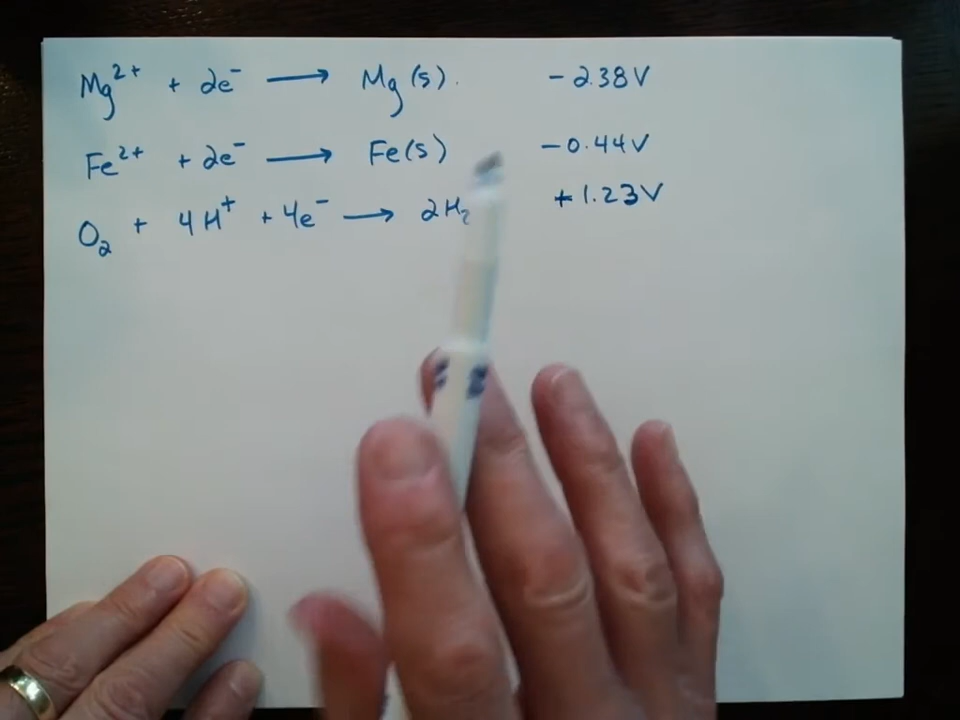 Mg²⁺ + 2e⁻ → Mg(s). -2.38V
Fe²⁺ + 2e⁻ → Fe(s) -0.44V
O₂ + 4H⁺ + 4e⁻ → 2H₂ +1.23V